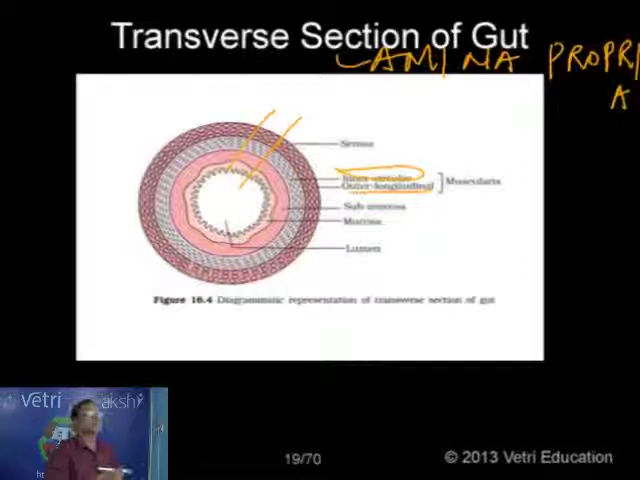 Transverse Section of Gut
LAMINA PROPRI
A
Serosa
Inner circular
Outer longitudinal
Muscularis
Sub mucosa
Mucosa
Lumen
Figure 16.4 Diagrammatic representation of transverse section of gut
vetri
akshi
19/70
© 2013 Vetri Education